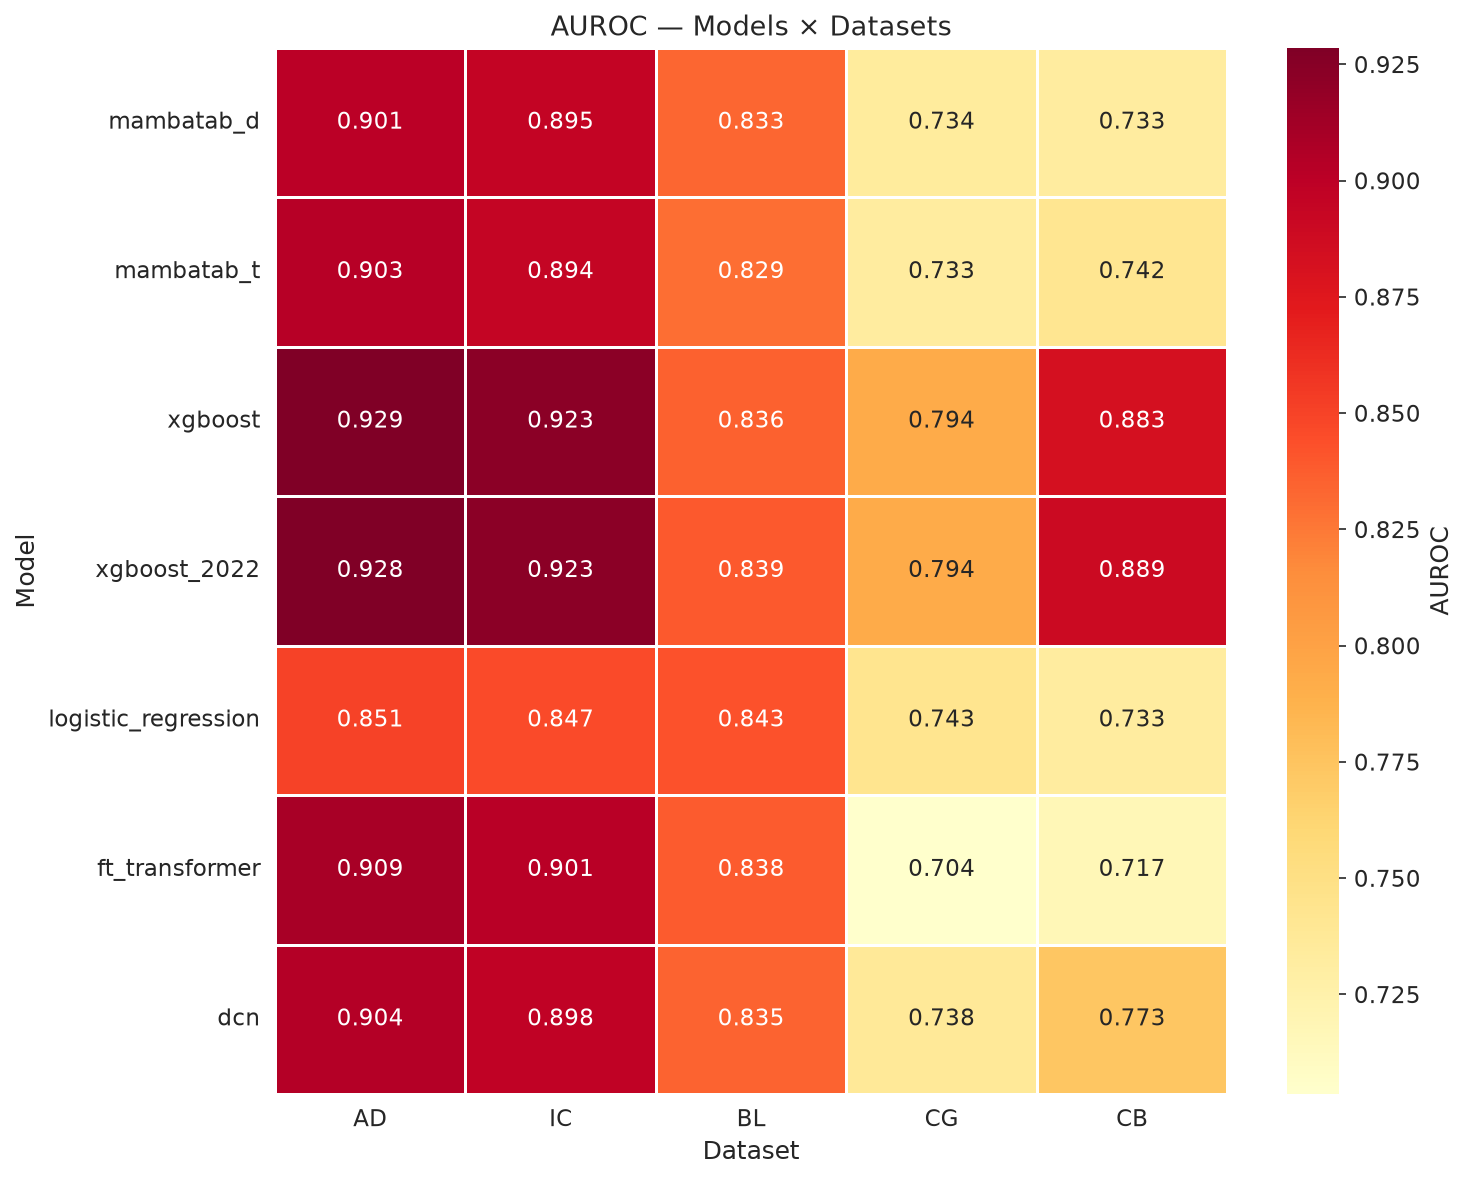 AUROC — Models × Datasets
mambatab_d 0.901 0.895 0.833 0.734 0.733
mambatab_t 0.903 0.894 0.829 0.733 0.742
xgboost 0.929 0.923 0.836 0.794 0.883
xgboost_2022 0.928 0.923 0.839 0.794 0.889
logistic_regression 0.851 0.847 0.843 0.743 0.733
ft_transformer 0.909 0.901 0.838 0.704 0.717
dcn 0.904 0.898 0.835 0.738 0.773
AD IC BL CG CB
Dataset
Model
0.925
0.900
0.875
0.850
0.825
0.800
0.775
0.750
0.725
AUROC